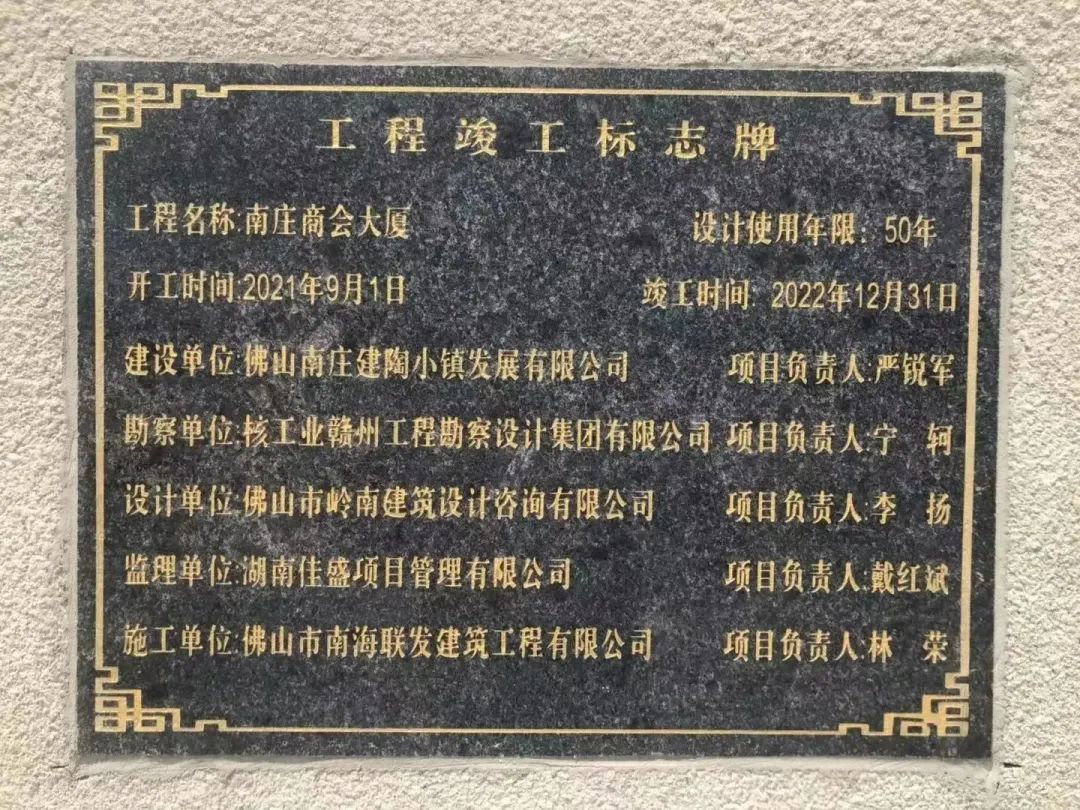 工程竣工标志牌
工程名称:南庄商会大厦 设计使用年限：50年
开工时间:2021年9月1日 竣工时间：2022年12月31日
建设单位:佛山南庄建陶小镇发展有限公司 项目负责人:严锐军
勘察单位:核工业赣州工程勘察设计集团有限公司 项目负责人:宁 轲
设计单位:佛山市岭南建筑设计咨询有限公司 项目负责人:李 扬
监理单位:湖南佳盛项目管理有限公司 项目负责人:戴红斌
施工单位:佛山市南海联发建筑工程有限公司 项目负责人:林 荣